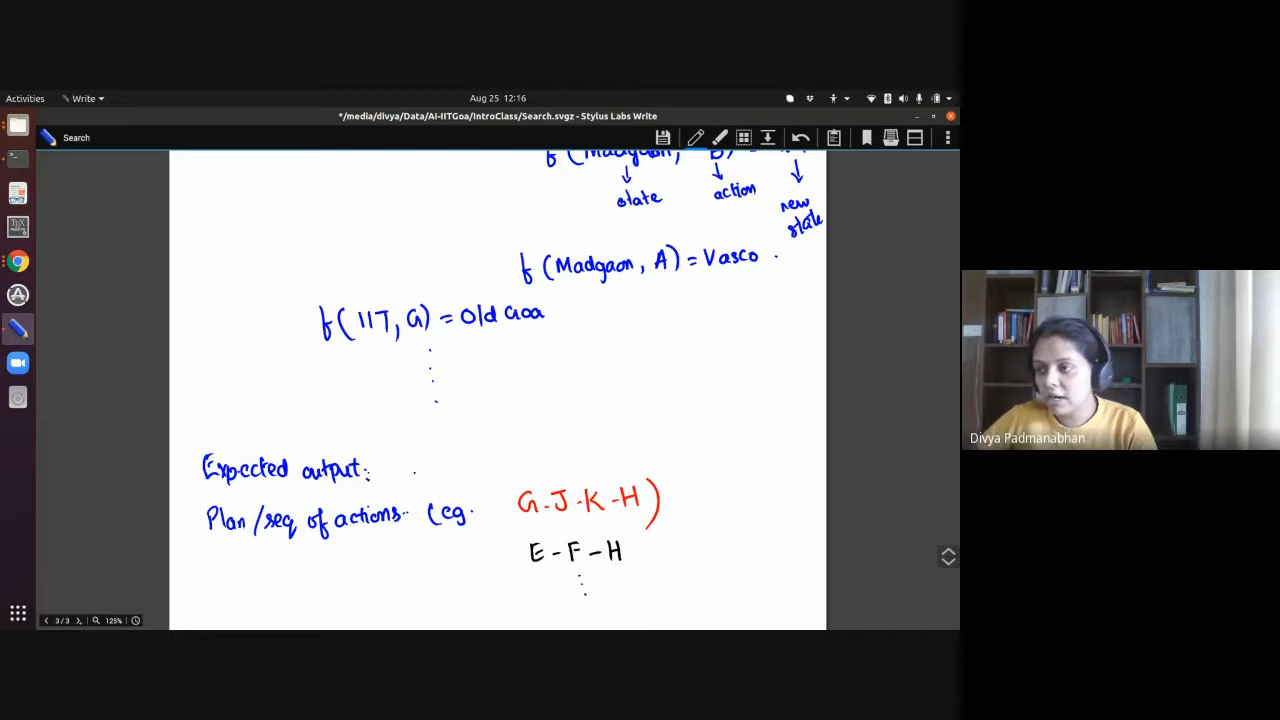 Activities Write Aug 25 12:16
*/media/divya/Data/AI-IITGoa/IntroClass/Search.svgz - Stylus Labs Write
Search
f (Madgaon, B)
state action new state
f (Madgaon, A) = Vasco .
f( IIT, G) = Old Goa
Expected output:
Plan /seq of actions.. (eg. G-J-K-H)
E-F-H
3/3 125%
Divya Padmanabhan